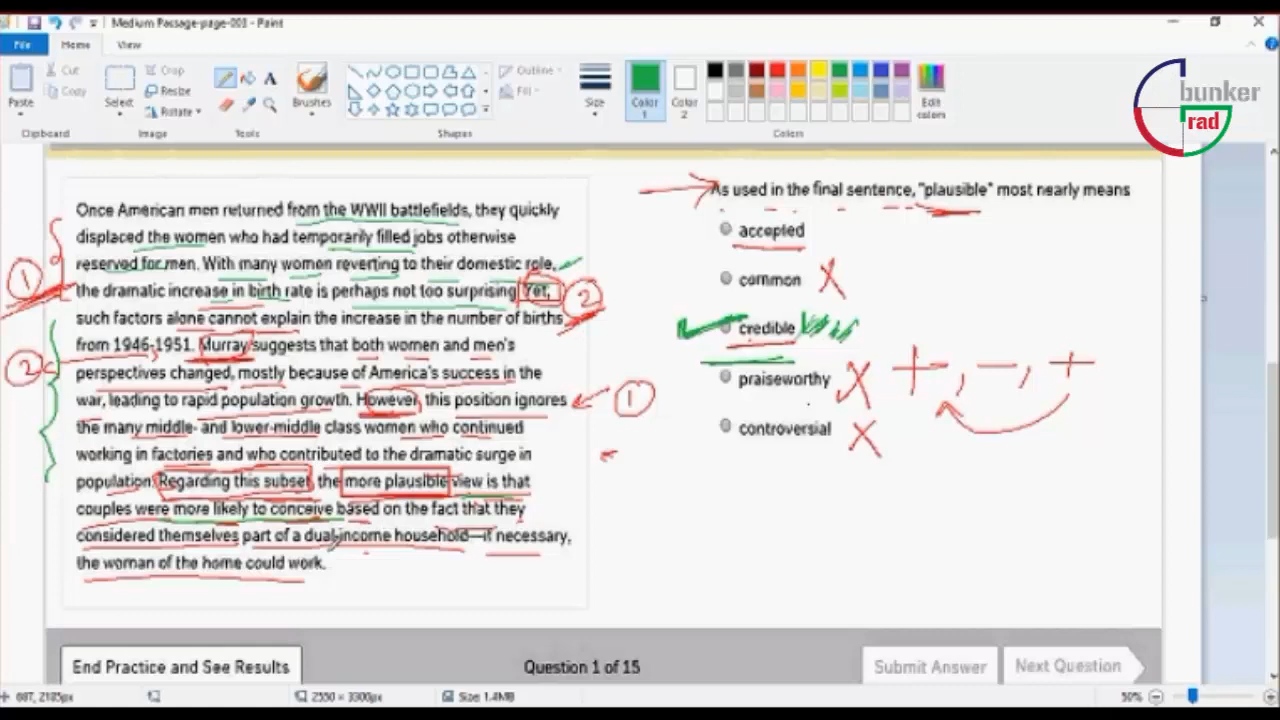 Medium Passage-page-003 - Paint
File
Home
View
Paste
Cut
Copy
Select
Crop
Resize
Rotate
A
Brushes
Outline
Fill
Size
Color 1
Color 2
Edit colors
Clipboard
Image
Tools
Shapes
Colors
bunker
rad
Once American men returned from the WWII battlefields, they quickly
displaced the women who had temporarily filled jobs otherwise
reserved for men. With many women reverting to their domestic role,
the dramatic increase in birth rate is perhaps not too surprising. Yet,
such factors alone cannot explain the increase in the number of births
from 1946-1951. Murray suggests that both women and men's
perspectives changed, mostly because of America's success in the
war, leading to rapid population growth. However, this position ignores
the many middle- and lower-middle class women who continued
working in factories and who contributed to the dramatic surge in
population. Regarding this subset, the more plausible view is that
couples were more likely to conceive based on the fact that they
considered themselves part of a dual-income household—if necessary,
the woman of the home could work.
1
2
2
1
As used in the final sentence, "plausible" most nearly means
accepted
common X
credible
praiseworthy X
controversial X
+, −, +
End Practice and See Results
Question 1 of 15
Submit Answer
Next Question
2550 × 3300px
Size: 1.4MB
50%